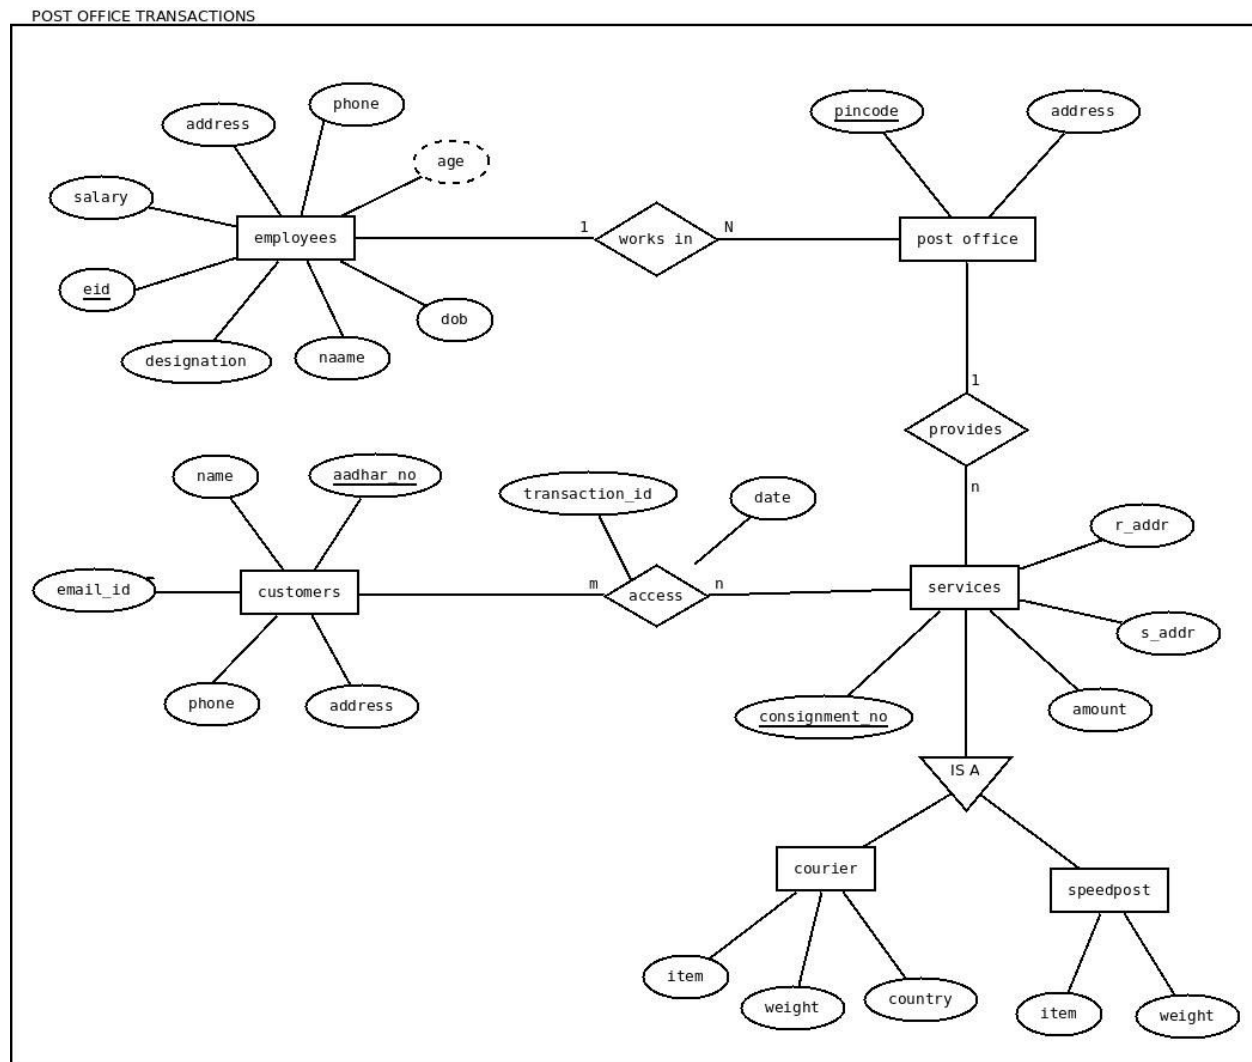 POST OFFICE TRANSACTIONS
phone
address
pincode
address
age
salary
employees
1
works in
N
post office
eid
dob
designation
naame
1
provides
n
name
aadhar_no
transaction_id
date
r_addr
email_id
customers
m
access
n
services
s_addr
phone
address
consignment_no
amount
IS A
courier
speedpost
item
weight
country
item
weight